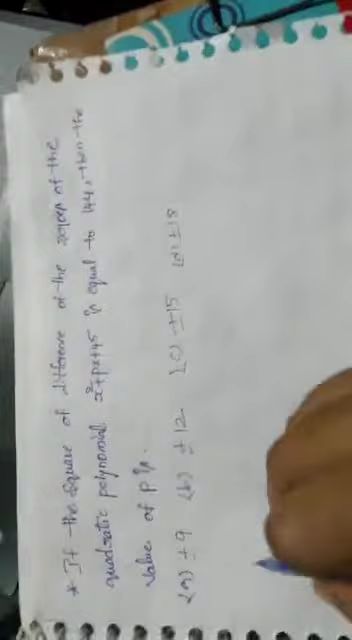 * If the square of difference of the zeroes of the
quadratic polynomial x²+px+45 is equal to 144, then the
value of P is.
(a) ±9 (b) ±12 (c) ±15 (d) ±18